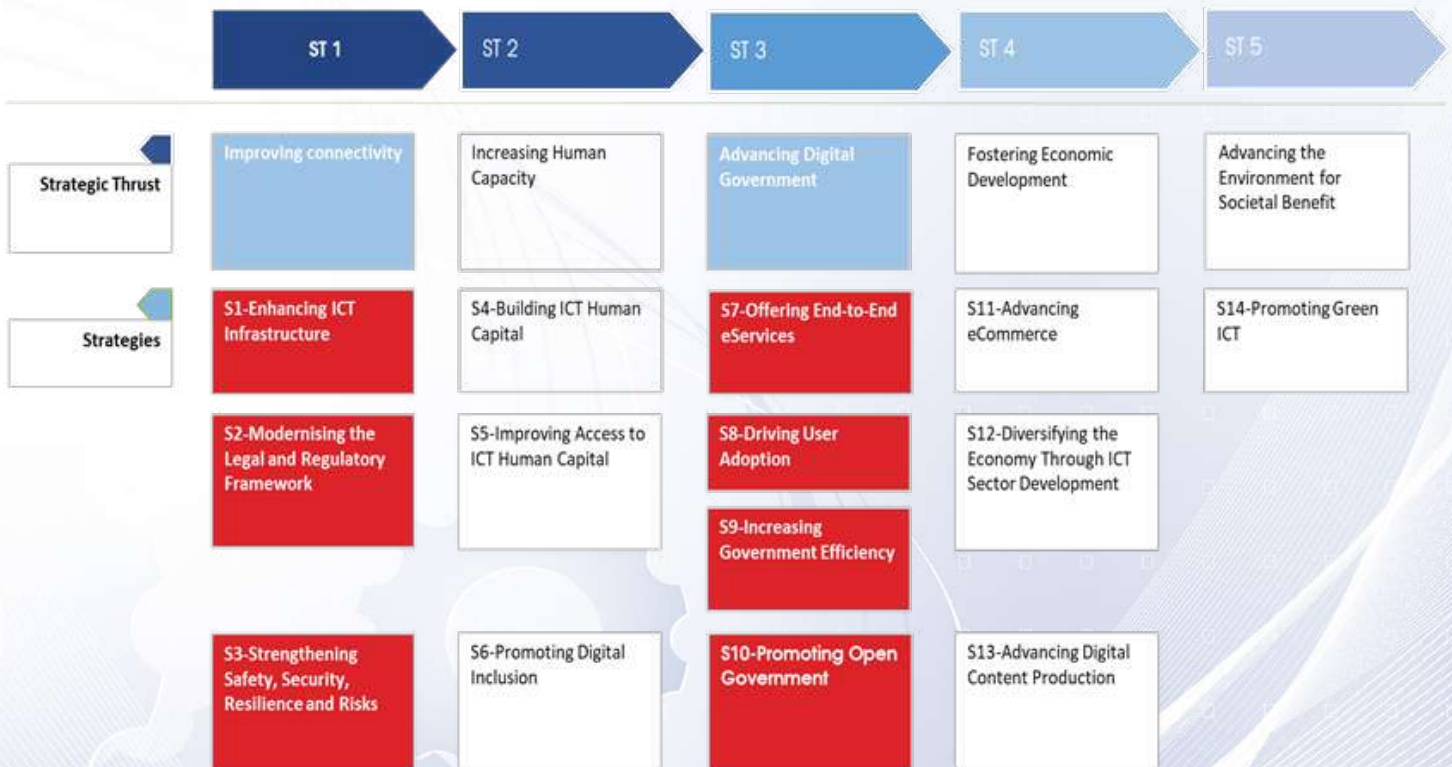 ST 1
ST 2
ST 3
ST 4
ST 5
Strategic Thrust
Improving connectivity
Increasing Human
Capacity
Advancing Digital
Government
Fostering Economic
Development
Advancing the
Environment for
Societal Benefit
Strategies
S1-Enhancing ICT
Infrastructure
S4-Building ICT Human
Capital
S7-Offering End-to-End
eServices
S11-Advancing
eCommerce
S14-Promoting Green
ICT
S2-Modernising the
Legal and Regulatory
Framework
S5-Improving Access to
ICT Human Capital
S8-Driving User
Adoption
S12-Diversifying the
Economy Through ICT
Sector Development
S9-Increasing
Government Efficiency
S3-Strengthening
Safety, Security,
Resilience and Risks
S6-Promoting Digital
Inclusion
S10-Promoting Open
Government
S13-Advancing Digital
Content Production